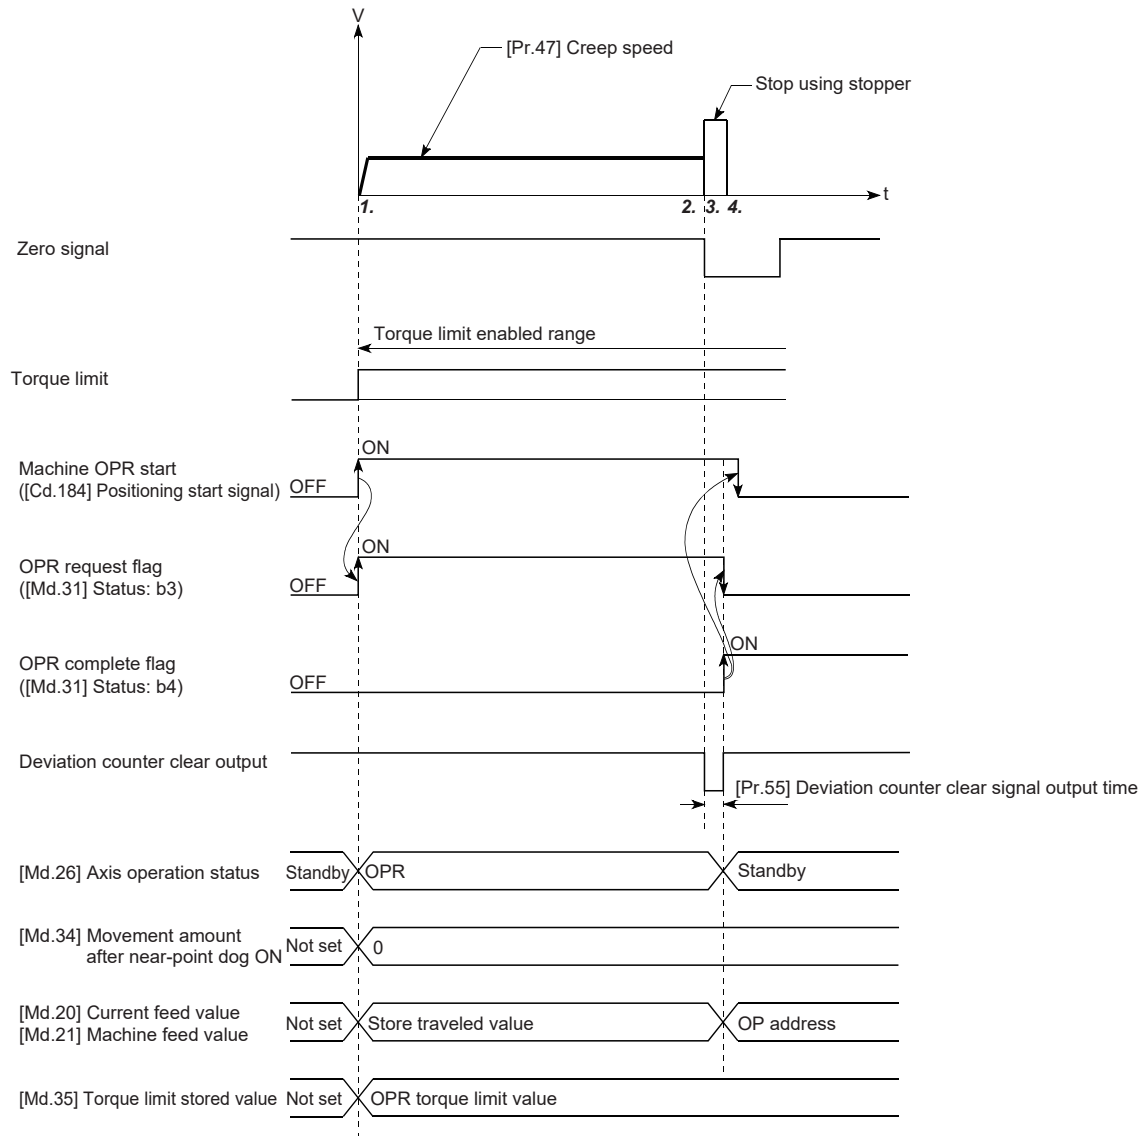 V
[Pr.47] Creep speed
Stop using stopper
t
1.
2.
3.
4.
Zero signal
Torque limit enabled range
Torque limit
ON
Machine OPR start
([Cd.184] Positioning start signal)
OFF
ON
OPR request flag
([Md.31] Status: b3)
OFF
ON
OPR complete flag
([Md.31] Status: b4)
OFF
Deviation counter clear output
[Pr.55] Deviation counter clear signal output time
[Md.26] Axis operation status
Standby
OPR
Standby
[Md.34] Movement amount
after near-point dog ON
Not set
0
[Md.20] Current feed value
[Md.21] Machine feed value
Not set
Store traveled value
OP address
[Md.35] Torque limit stored value
Not set
OPR torque limit value